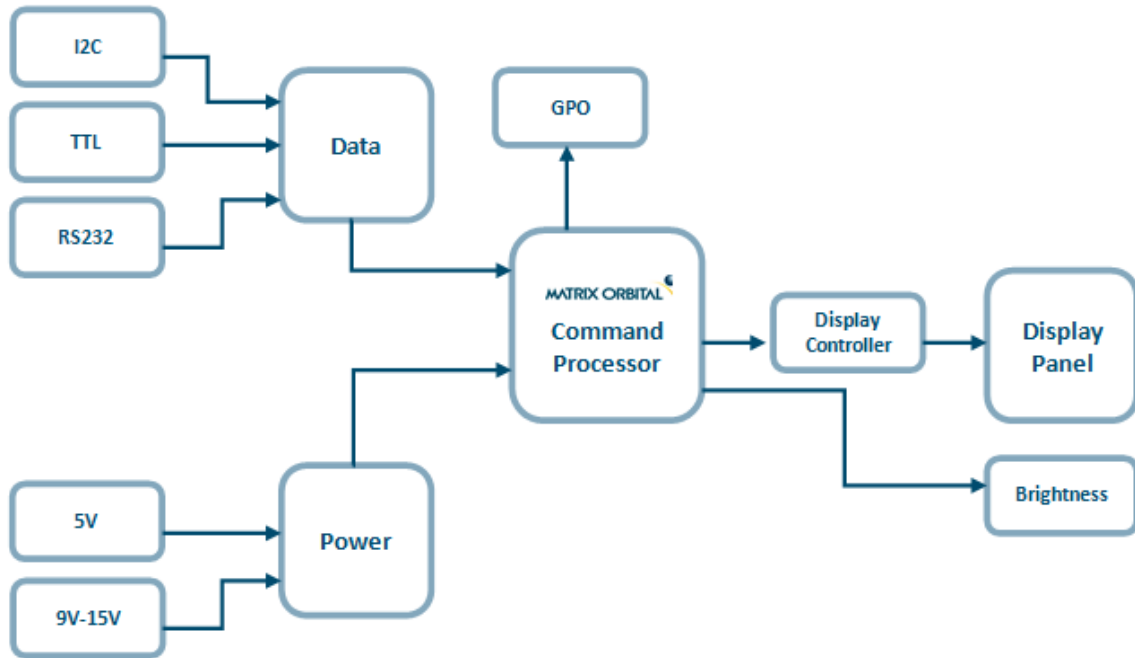 I2C
TTL
RS232
Data
GPO
MATRIX ORBITAL
Command
Processor
Display
Controller
Display
Panel
Brightness
5V
9V-15V
Power